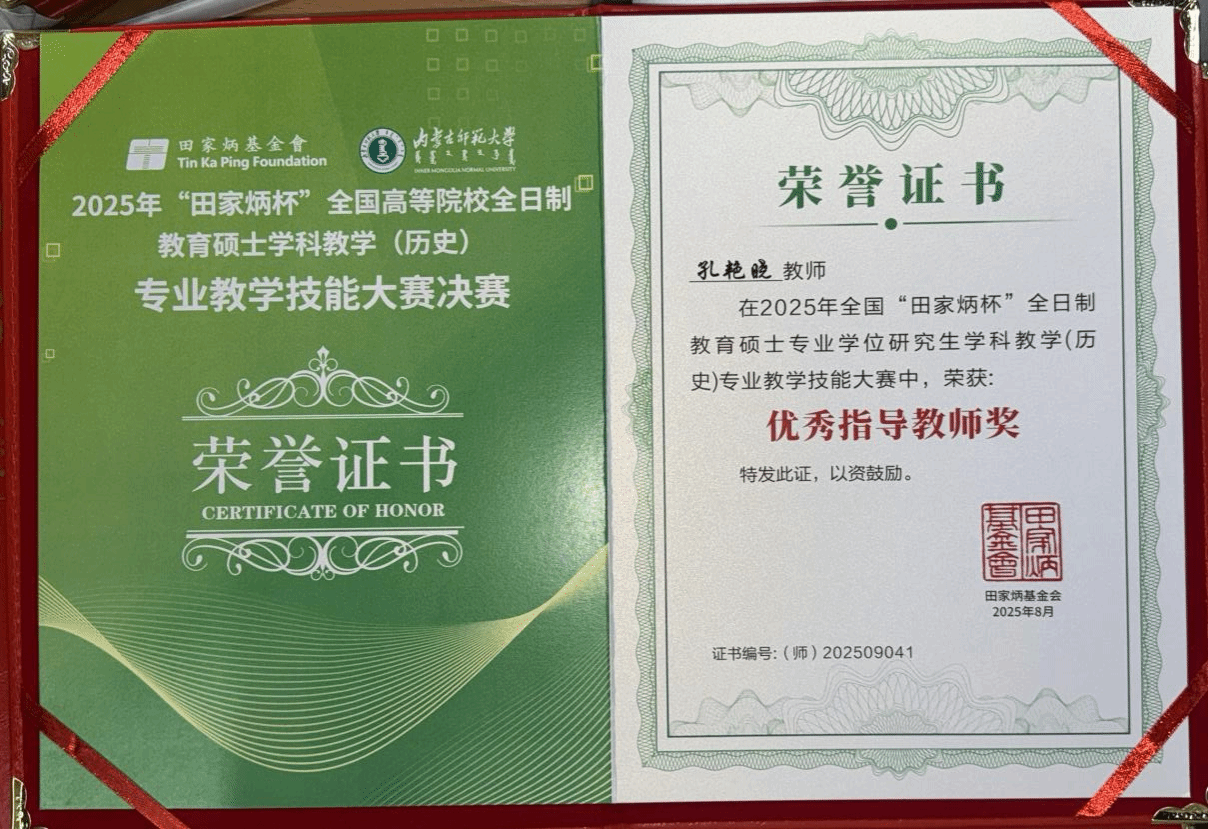 田家炳基金會
Tin Ka Ping Foundation
内蒙古师范大学
INNER MONGOLIA NORMAL UNIVERSITY
2025年“田家炳杯”全国高等院校全日制
教育硕士学科教学（历史）
专业教学技能大赛决赛
荣誉证书
CERTIFICATE OF HONOR
荣誉证书
孔艳晓 教师
在2025年全国“田家炳杯”全日制
教育硕士专业学位研究生学科教学(历
史)专业教学技能大赛中，荣获:
优秀指导教师奖
特发此证，以资鼓励。
田家炳
基金會
田家炳基金会
2025年8月
证书编号:（师）202509041